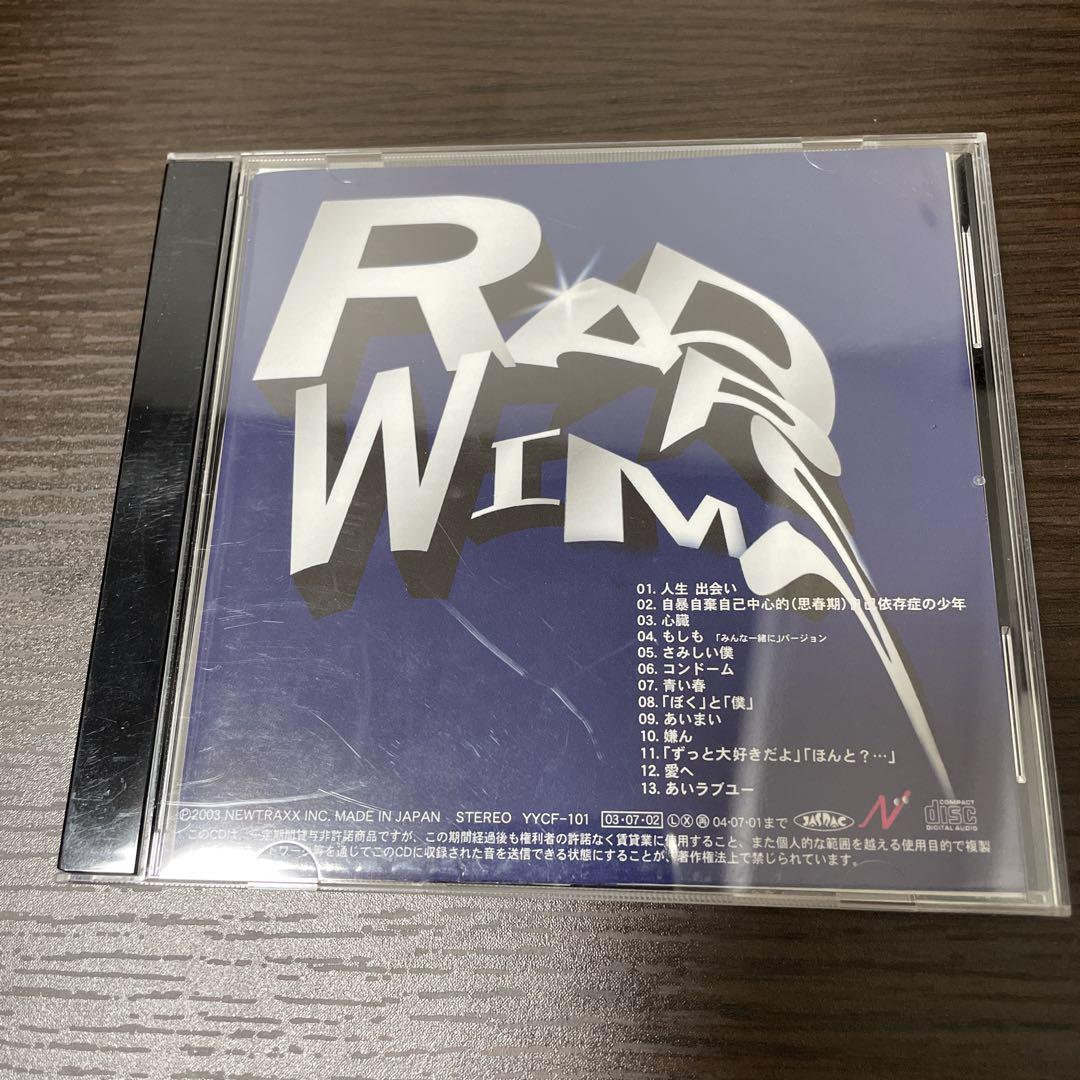 RAD
WIMPS
01. 人生 出会い
02. 自暴自棄自己中心的(思春期)自己依存症の少年
03. 心臓
04. もしも 「みんな一緒に」バージョン
05. さみしい僕
06. コンドーム
07. 青い春
08.「ぼく」と「僕」
09. あいまい
10. 嫌ん
11.「ずっと大好きだよ」「ほんと？…」
12. 愛へ
13. あいラブユー
Ⓟ2003 NEWTRAXX INC. MADE IN JAPAN STEREO YYCF-101 03·07·02 Ⓛ Ⓧ ㊢ 04·07·01まで JASRAC N COMPACT disc DIGITAL AUDIO
このCDは、一定期間貸与非許諾商品ですが、この期間経過後も権利者の許諾なく賃貸業に使用すること、また個人的な範囲を越える使用目的で複製
ワーク等を通じてこのCDに収録された音を送信できる状態にすることが、著作権法上で禁じられています。